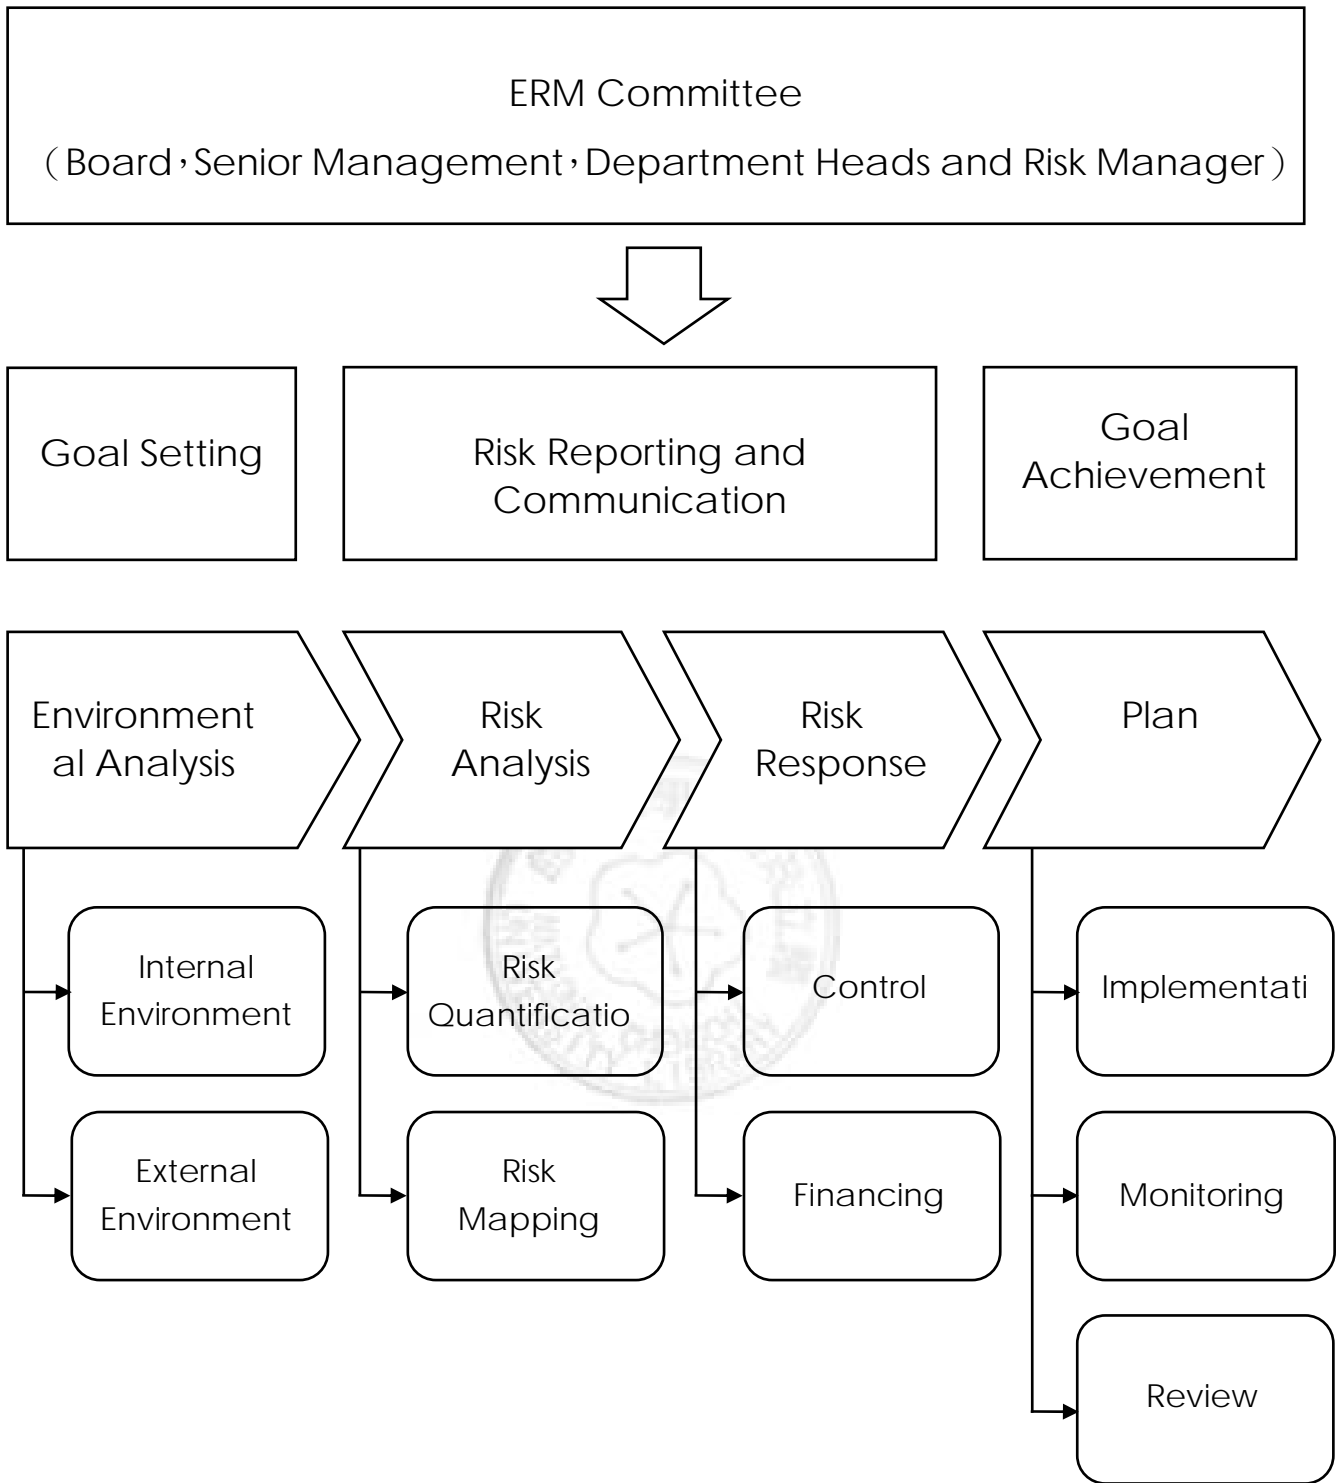 ERM Committee
（Board，Senior Management，Department Heads and Risk Manager）
Goal Setting
Risk Reporting and
Communication
Goal
Achievement
Environment
al Analysis
Risk
Analysis
Risk
Response
Plan
Internal
Environment
Risk
Quantificatio
Control
Implementati
External
Environment
Risk
Mapping
Financing
Monitoring
Review